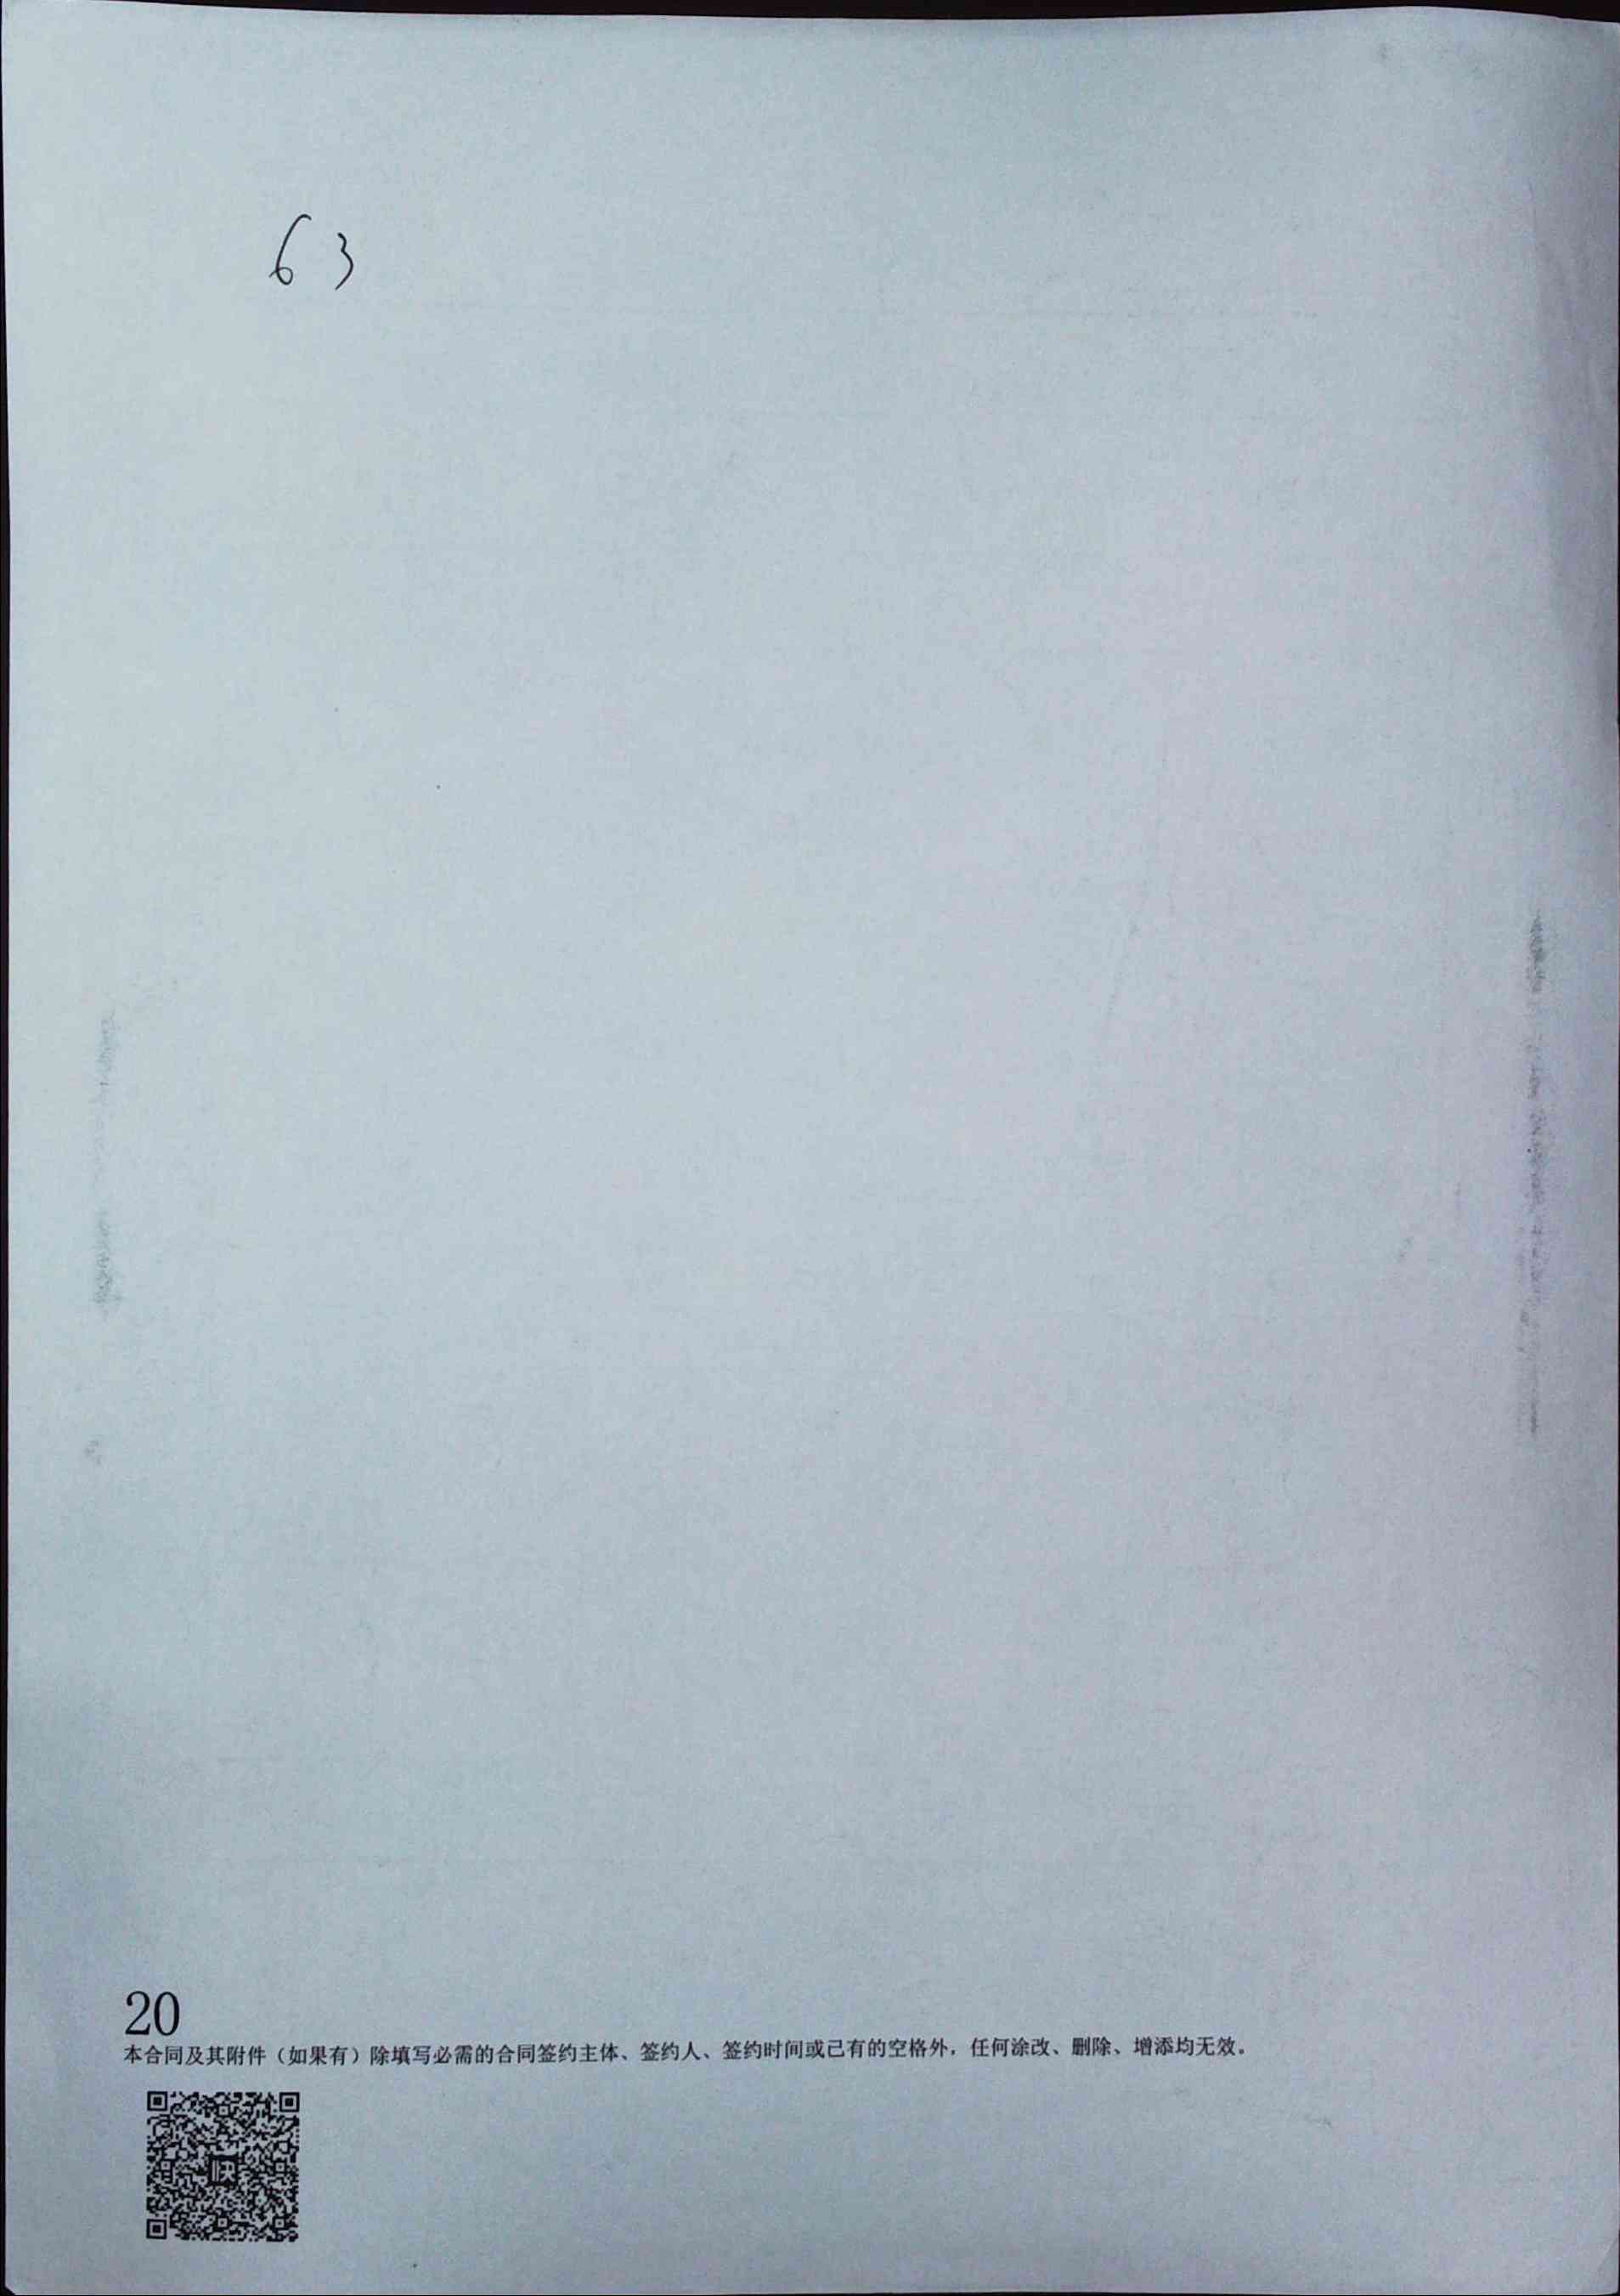 63
20
本合同及其附件（如果有）除填写必需的合同签约主体、签约人、签约时间或己有的空格外，任何涂改、删除、增添均无效。
快